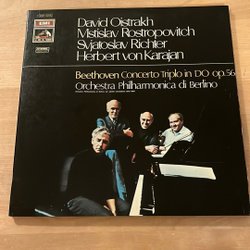 EMI
David Oistrakh
Mstislav Rostropovitch
Svjatoslav Richter
Herbert von Karajan
Beethoven Concerto Triplo in DO op.56
Orchestra Philharmonica di Berlino